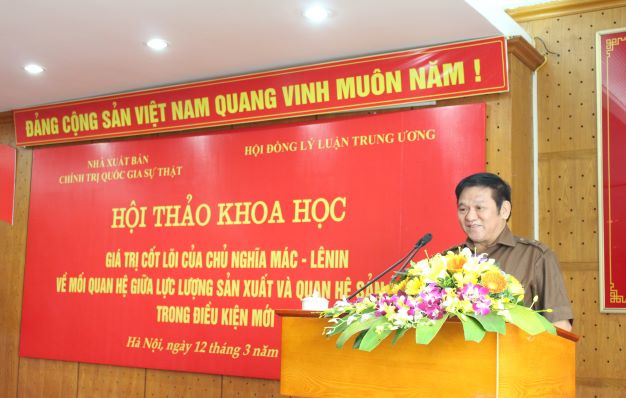 ĐẢNG CỘNG SẢN VIỆT NAM QUANG VINH MUÔN NĂM !
NHÀ XUẤT BẢN
CHÍNH TRỊ QUỐC GIA SỰ THẬT
HỘI ĐỒNG LÝ LUẬN TRUNG ƯƠNG
HỘI THẢO KHOA HỌC
GIÁ TRỊ CỐT LÕI CỦA CHỦ NGHĨA MÁC - LÊNIN
VỀ MỐI QUAN HỆ GIỮA LỰC LƯỢNG SẢN XUẤT VÀ QUAN HỆ SẢN
TRONG ĐIỀU KIỆN MỚI
Hà Nội, ngày 12 tháng 3 năm